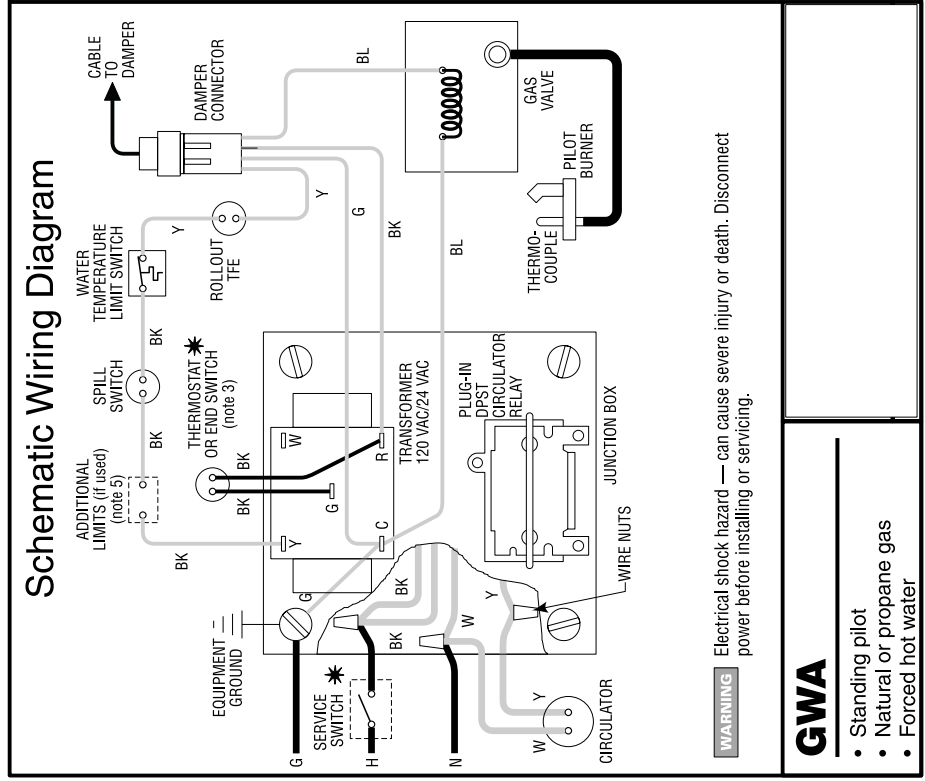 Schematic Wiring Diagram
CABLE
TO
DAMPER
DAMPER
CONNECTOR
BL
GAS
VALVE
PILOT
BURNER
THERMO-
COUPLE
WATER
TEMPERATURE
LIMIT SWITCH
Y
ROLLOUT
TFE
Y
G
BK
BL
BK
SPILL
SWITCH
BK
ADDITIONAL
LIMITS (if used)
(note 5)
BK
THERMOSTAT
OR END SWITCH
(note 3)
BK
BK
W
R
G
Y
C
TRANSFORMER
120 VAC/24 VAC
PLUG-IN
DPST
CIRCULATOR
RELAY
JUNCTION BOX
WIRE NUTS
G
BK
BK
W
Y
EQUIPMENT
GROUND
SERVICE
SWITCH
G
H
N
W
Y
CIRCULATOR
WARNING
Electrical shock hazard — can cause severe injury or death. Disconnect
power before installing or servicing.
GWA
• Standing pilot
• Natural or propane gas
• Forced hot water